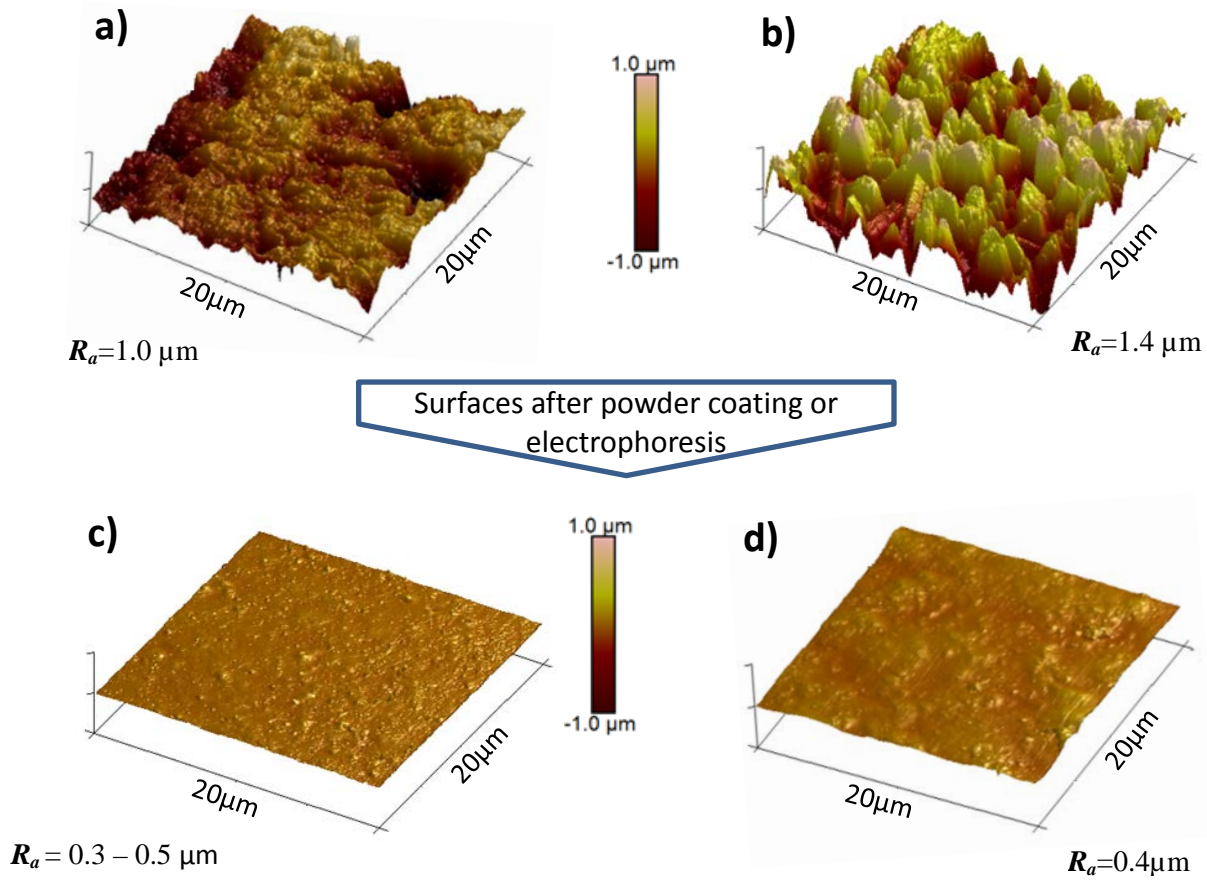 a)
b)
1.0 µm
-1.0 µm
20µm
20µm
20µm
20µm
Rₐ=1.0 µm
Rₐ=1.4 µm
Surfaces after powder coating or
electrophoresis
c)
d)
1.0 µm
-1.0 µm
20µm
20µm
20µm
20µm
Rₐ = 0.3 – 0.5 µm
Rₐ=0.4µm